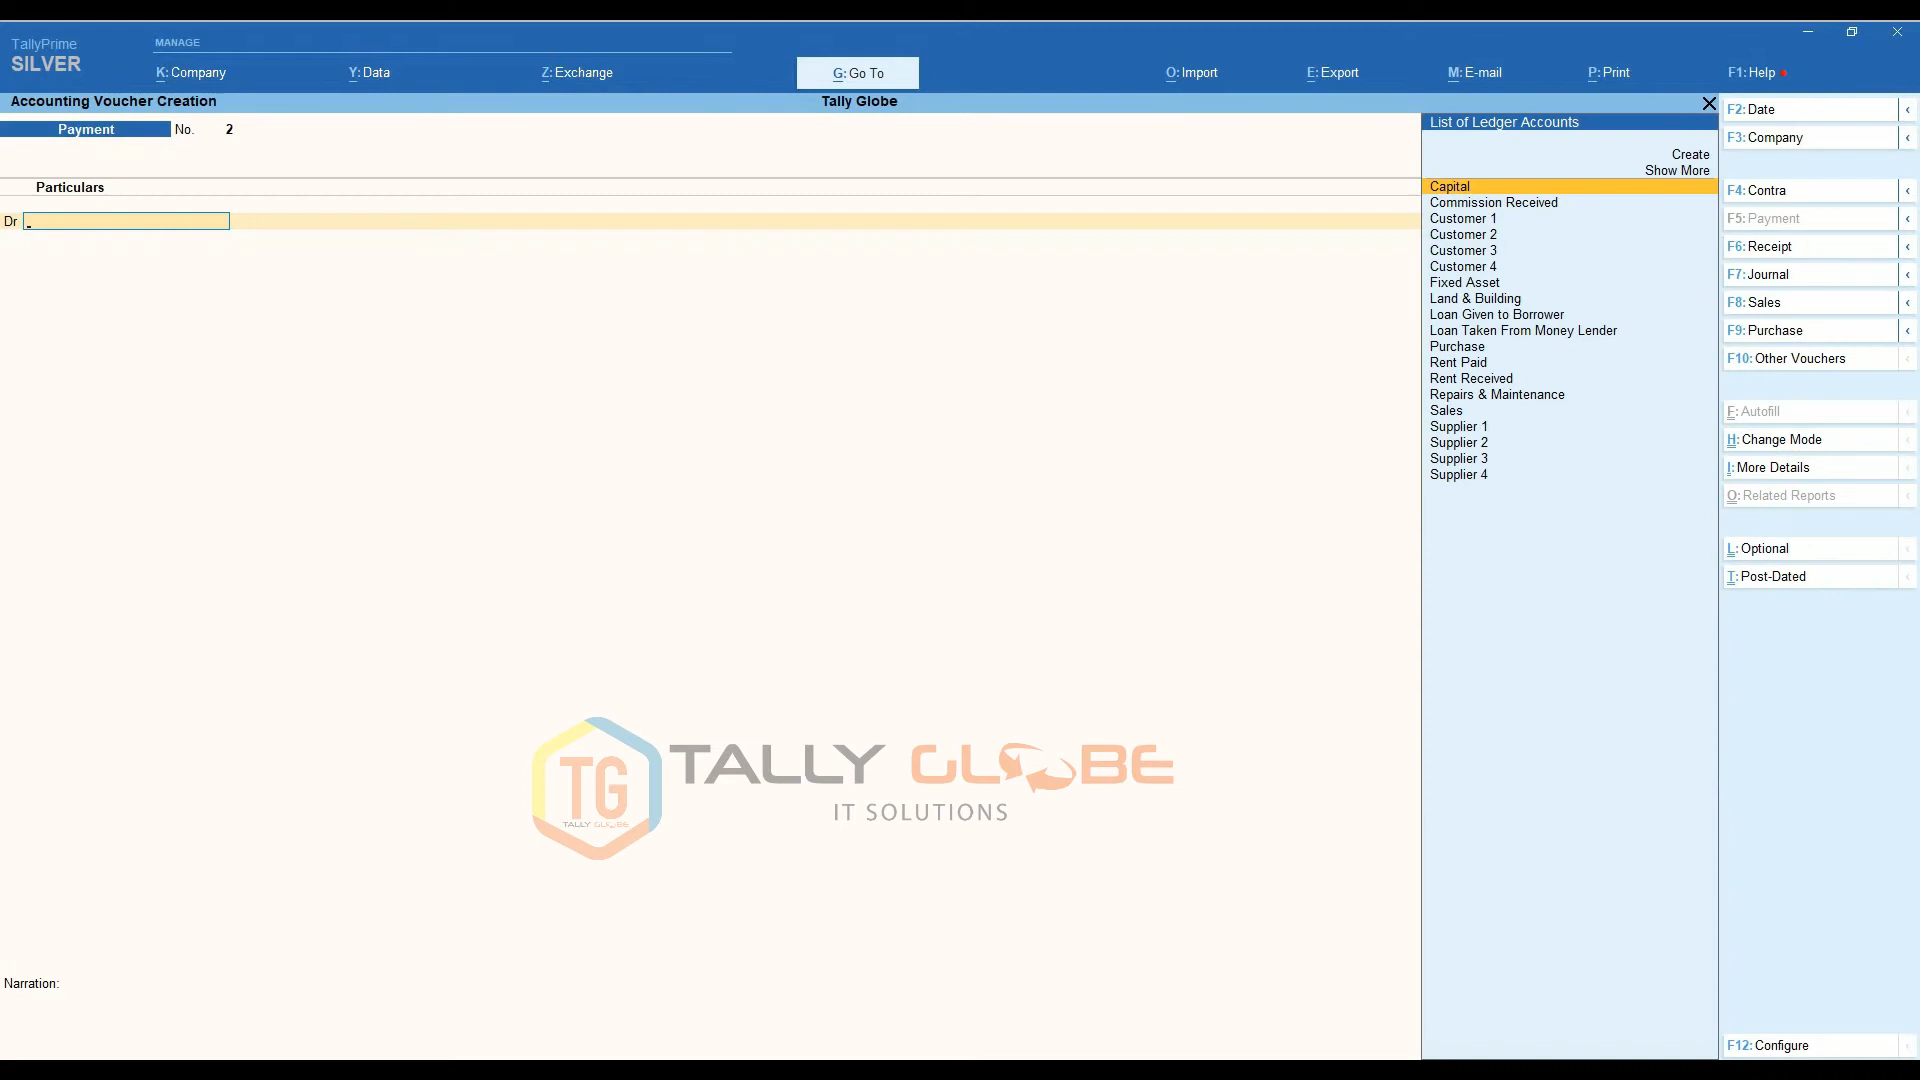 TallyPrime
SILVER
MANAGE
K: Company
Y: Data
Z: Exchange
G: Go To
O: Import
E: Export
M: E-mail
P: Print
F1: Help
Accounting Voucher Creation
Tally Globe
Payment No. 2
Particulars
Dr
List of Ledger Accounts
Create
Show More
Capital
Commission Received
Customer 1
Customer 2
Customer 3
Customer 4
Fixed Asset
Land & Building
Loan Given to Borrower
Loan Taken From Money Lender
Purchase
Rent Paid
Rent Received
Repairs & Maintenance
Sales
Supplier 1
Supplier 2
Supplier 3
Supplier 4
F2: Date
F3: Company
F4: Contra
F5: Payment
F6: Receipt
F7: Journal
F8: Sales
F9: Purchase
F10: Other Vouchers
F: Autofill
H: Change Mode
I: More Details
O: Related Reports
L: Optional
T: Post-Dated
F12: Configure
TG
TALLY GLOBE
TALLY GLOBE
IT SOLUTIONS
Narration: